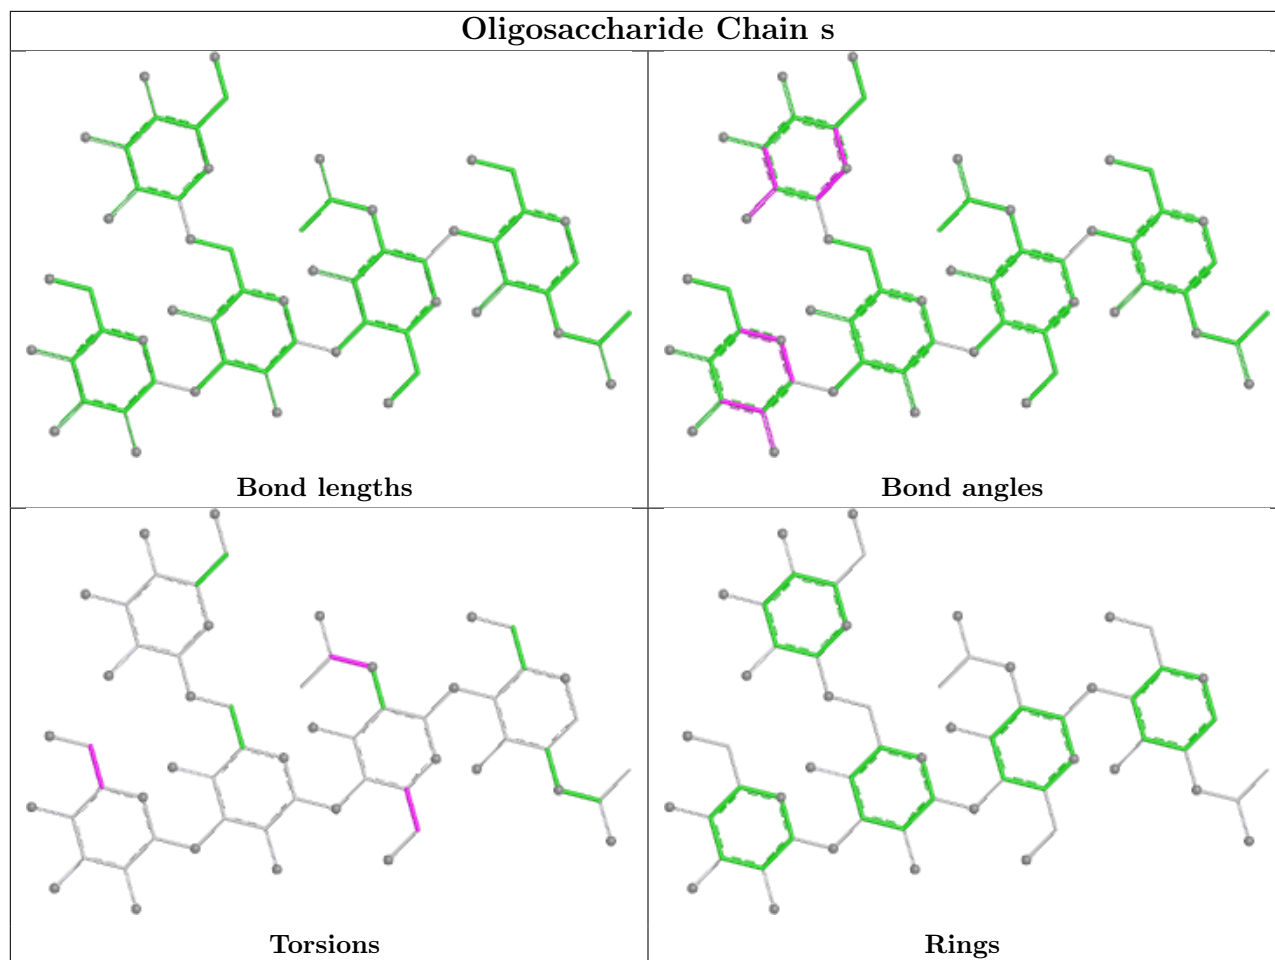 Oligosaccharide Chain s
Bond lengths
Bond angles
Torsions
Rings